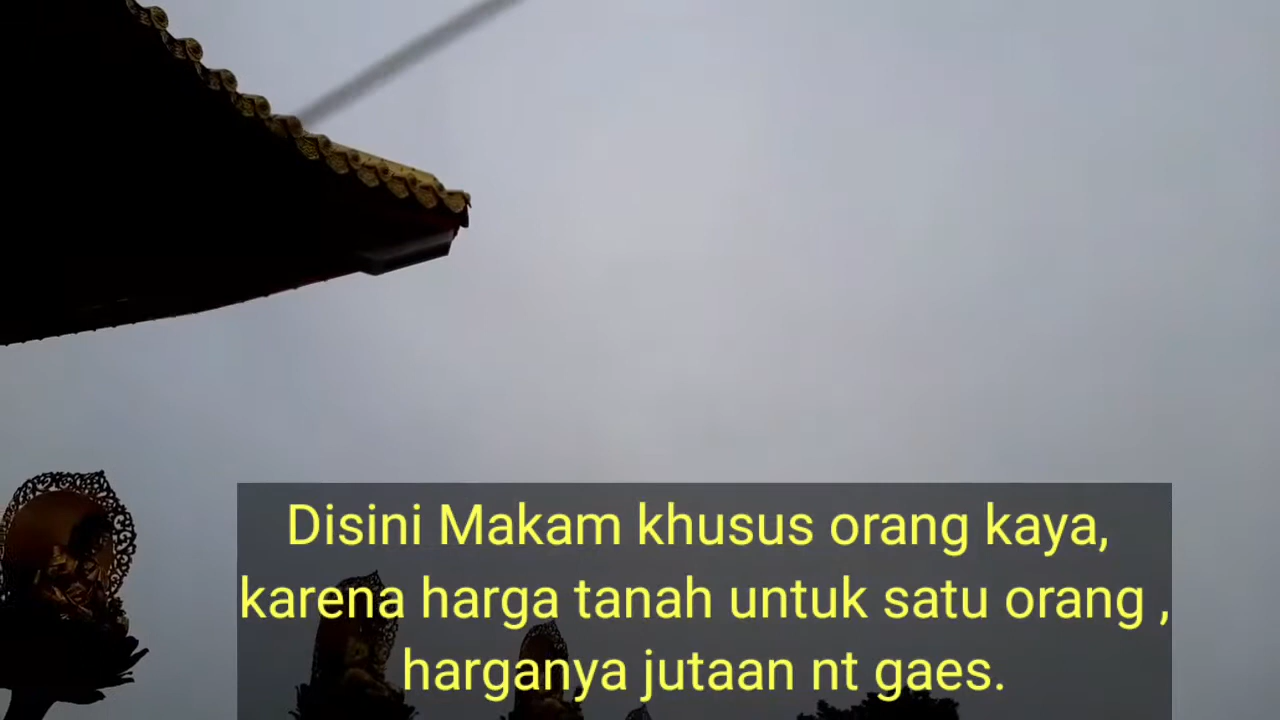 Disini Makam khusus orang kaya,
karena harga tanah untuk satu orang ,
harganya jutaan nt gaes.